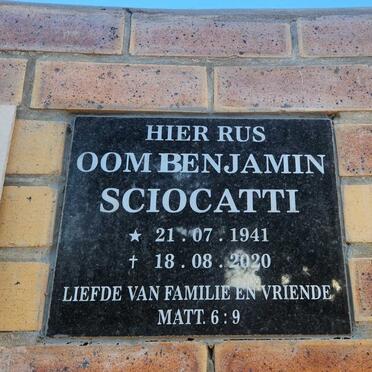 HIER RUS
OOM BENJAMIN
SCIOCATTI
★ 21 . 07 . 1941
† 18 . 08 . 2020
LIEFDE VAN FAMILIE EN VRIENDE
MATT. 6 : 9